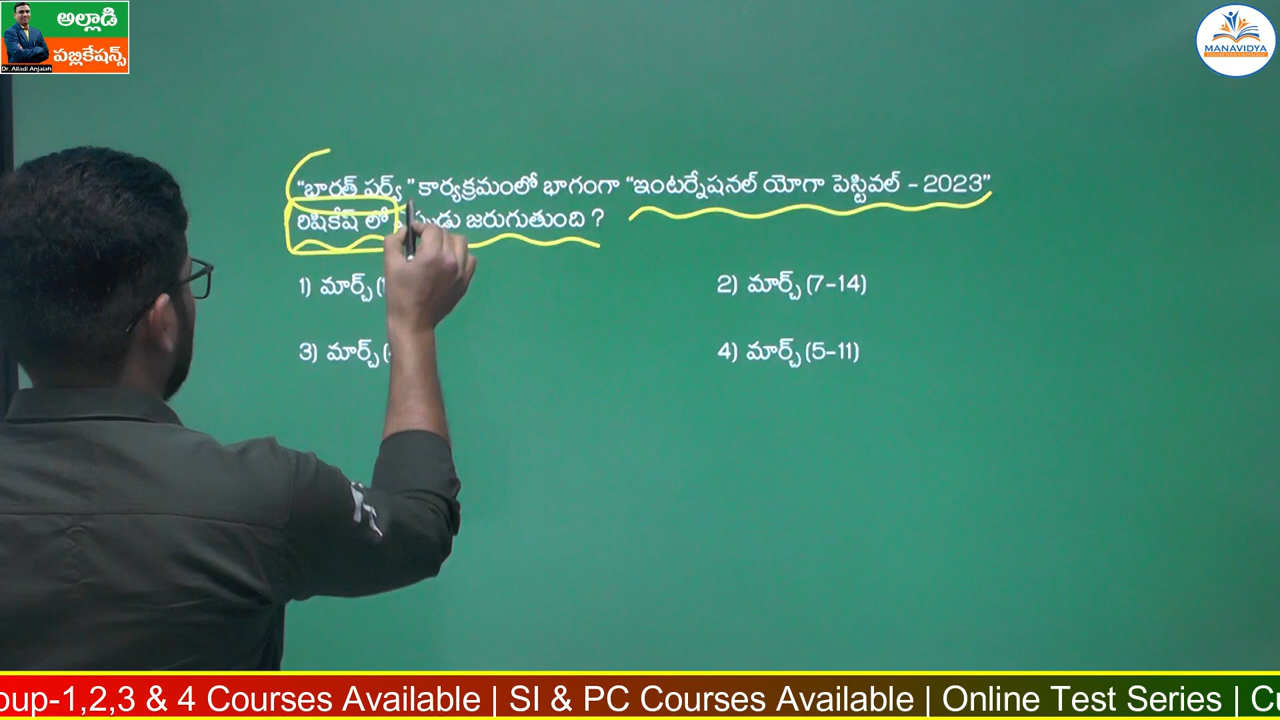 అల్లాడి
పబ్లికేషన్స్
Dr. Alladi Anjaiah
MANAVIDYA
“భారత్ పర్వ్ ” కార్యక్రమంలో భాగంగా “ఇంటర్నేషనల్ యోగా పెస్టివల్ - 2023”
రిషికేష్ లో జరుగుతుంది ?
1) మార్చ్ (1
2) మార్చ్ (7-14)
3) మార్చ్ (
4) మార్చ్ (5-11)
oup-1,2,3 & 4 Courses Available | SI & PC Courses Available | Online Test Series | Cu